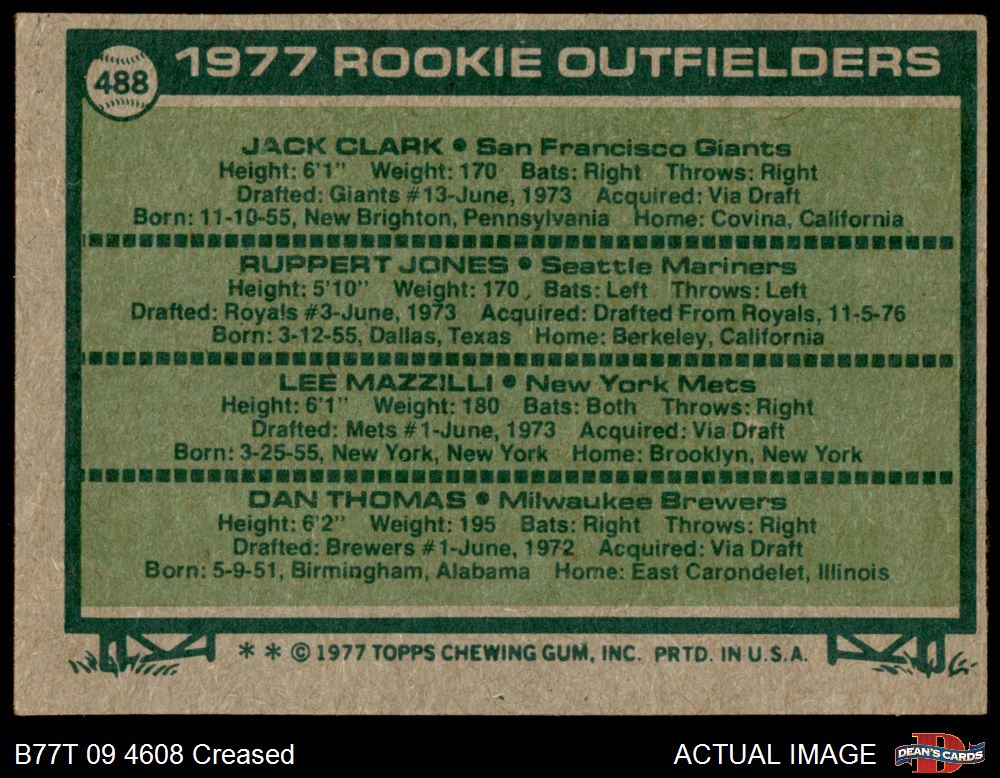 488
1977 ROOKIE OUTFIELDERS
JACK CLARK • San Francisco Giants
Height: 6'1" Weight: 170 Bats: Right Throws: Right
Drafted: Giants #13-June, 1973 Acquired: Via Draft
Born: 11-10-55, New Brighton, Pennsylvania Home: Covina, California
RUPPERT JONES • Seattle Mariners
Height: 5'10" Weight: 170, Bats: Left Throws: Left
Drafted: Royals #3-June, 1973 Acquired: Drafted From Royals, 11-5-76
Born: 3-12-55, Dallas, Texas Home: Berkeley, California
LEE MAZZILLI • New York Mets
Height: 6'1" Weight: 180 Bats: Both Throws: Right
Drafted: Mets #1-June, 1973 Acquired: Via Draft
Born: 3-25-55, New York, New York Home: Brooklyn, New York
DAN THOMAS • Milwaukee Brewers
Height: 6'2" Weight: 195 Bats: Right Throws: Right
Drafted: Brewers #1-June, 1972 Acquired: Via Draft
Born: 5-9-51, Birmingham, Alabama Home: East Carondelet, Illinois
* * © 1977 TOPPS CHEWING GUM, INC. PRTD. IN U.S.A.
B77T 09 4608 Creased
ACTUAL IMAGE
DEAN'S CARDS